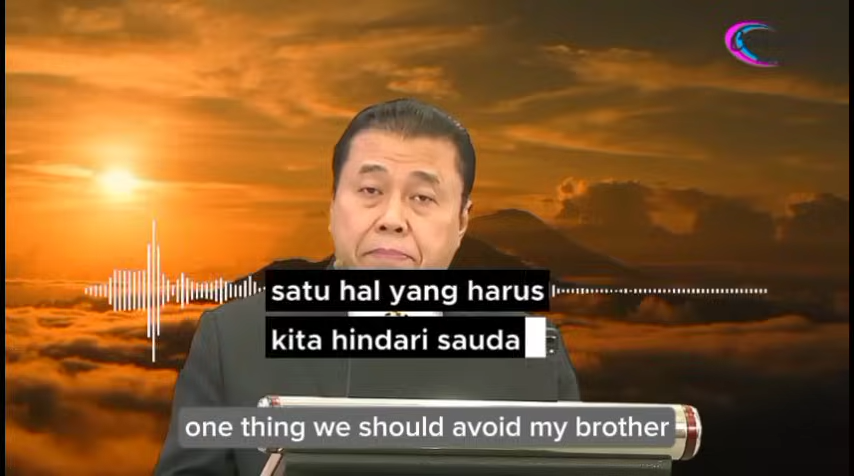 satu hal yang harus
kita hindari sauda
one thing we should avoid my brother